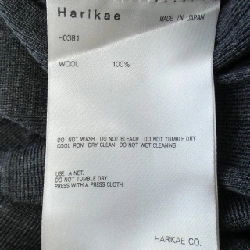 Harikae
MADE IN JAPAN
-0381
WOOL 100%
DO NOT WASH DO NOT BLEACH DO NOT TUMBLE DRY
COOL IRON DRY CLEAN DO NOT WET CLEANING
USE A NET.
DO NOT TUMBLE DRY.
PRESS WITH A PRESS CLOTH
HARIKAE CO.